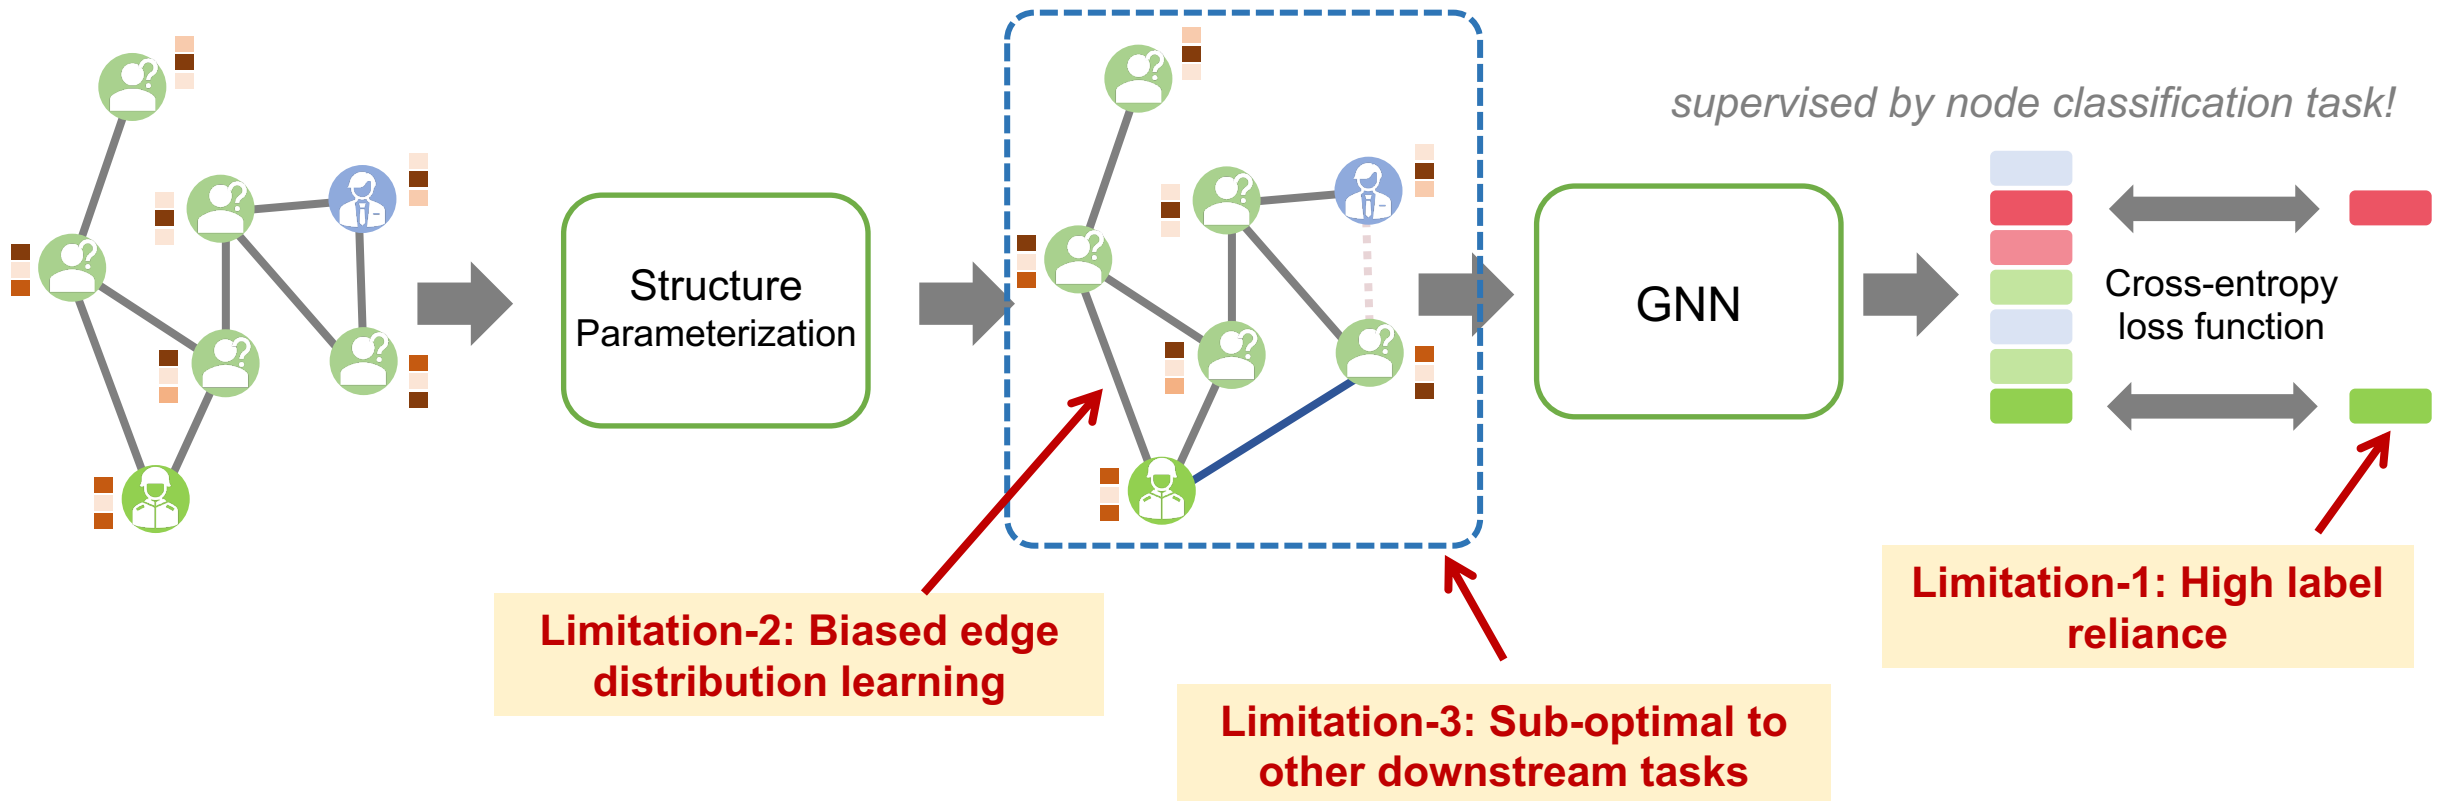 supervised by node classification task!
Structure
Parameterization
GNN
Cross-entropy
loss function
Limitation-1: High label
reliance
Limitation-2: Biased edge
distribution learning
Limitation-3: Sub-optimal to
other downstream tasks